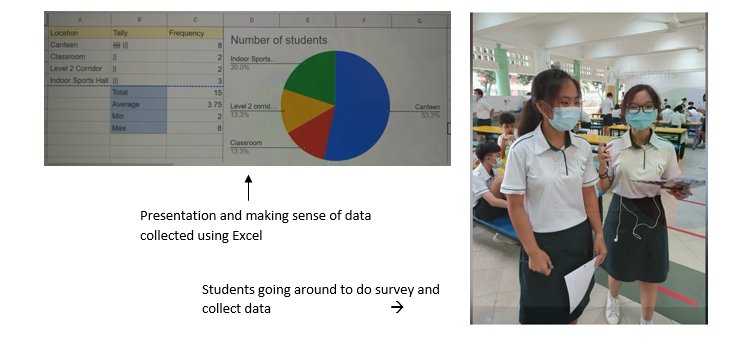 A B C D E F G
Location Tally Frequency
Canteen 8
Classroom || 2
Level 2 Corridor || 2
Indoor Sports Hall ||| 3
Total 15
Average 3.75
Min 2
Max 8
Number of students
Indoor Sports...
20.0%
Level 2 corrid...
13.3%
Classroom
13.3%
Canteen
53.3%
Presentation and making sense of data
collected using Excel
Students going around to do survey and
collect data →